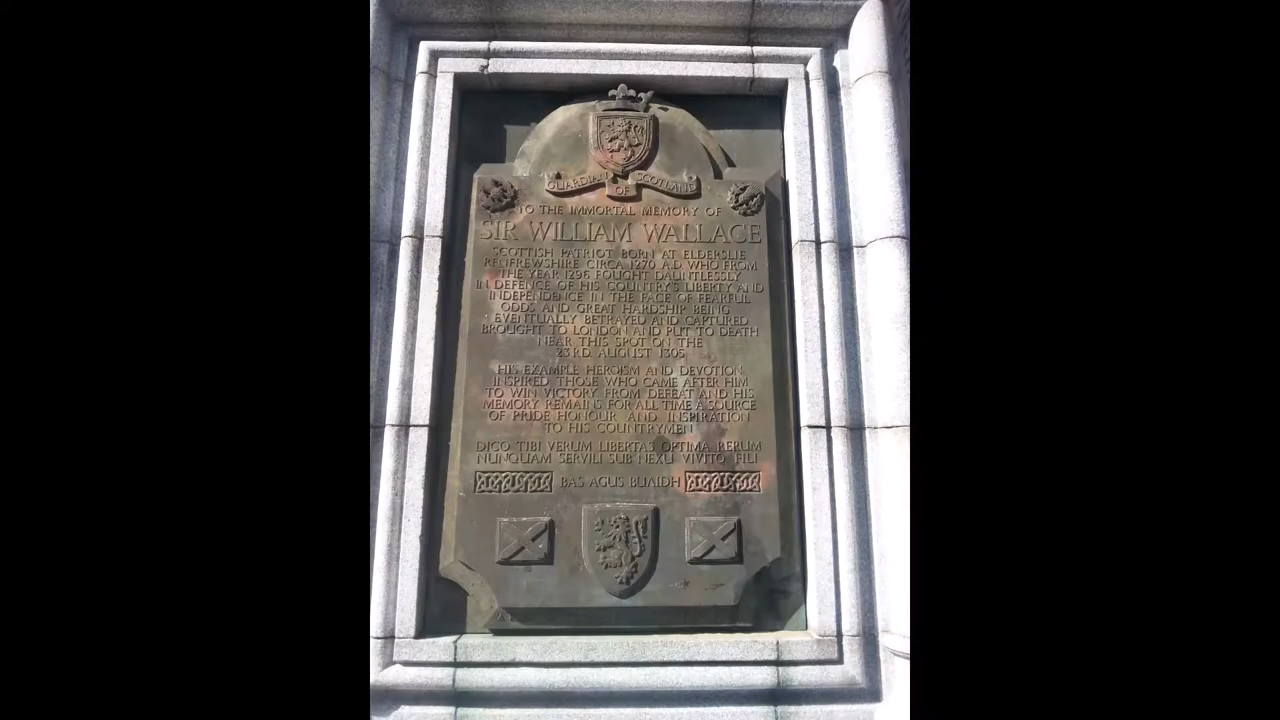 GUARDIAN OF SCOTLAND
TO THE IMMORTAL MEMORY OF
SIR WILLIAM WALLACE
SCOTTISH PATRIOT BORN AT ELDERSLIE
RENFREWSHIRE CIRCA 1270 A.D. WHO FROM
THE YEAR 1296 FOUGHT DAUNTLESSLY
IN DEFENCE OF HIS COUNTRY'S LIBERTY AND
INDEPENDENCE IN THE FACE OF FEARFUL
ODDS AND GREAT HARDSHIP BEING
EVENTUALLY BETRAYED AND CAPTURED
BROUGHT TO LONDON AND PUT TO DEATH
NEAR THIS SPOT ON THE
23RD. AUGUST 1305
HIS EXAMPLE HEROISM AND DEVOTION
INSPIRED THOSE WHO CAME AFTER HIM
TO WIN VICTORY FROM DEFEAT AND HIS
MEMORY REMAINS FOR ALL TIME A SOURCE
OF PRIDE HONOUR AND INSPIRATION
TO HIS COUNTRYMEN
DICO TIBI VERUM LIBERTAS OPTIMA RERUM
NUNQUAM SERVILI SUB NEXU VIVITO FILI
BAS AGUS BUAIDH